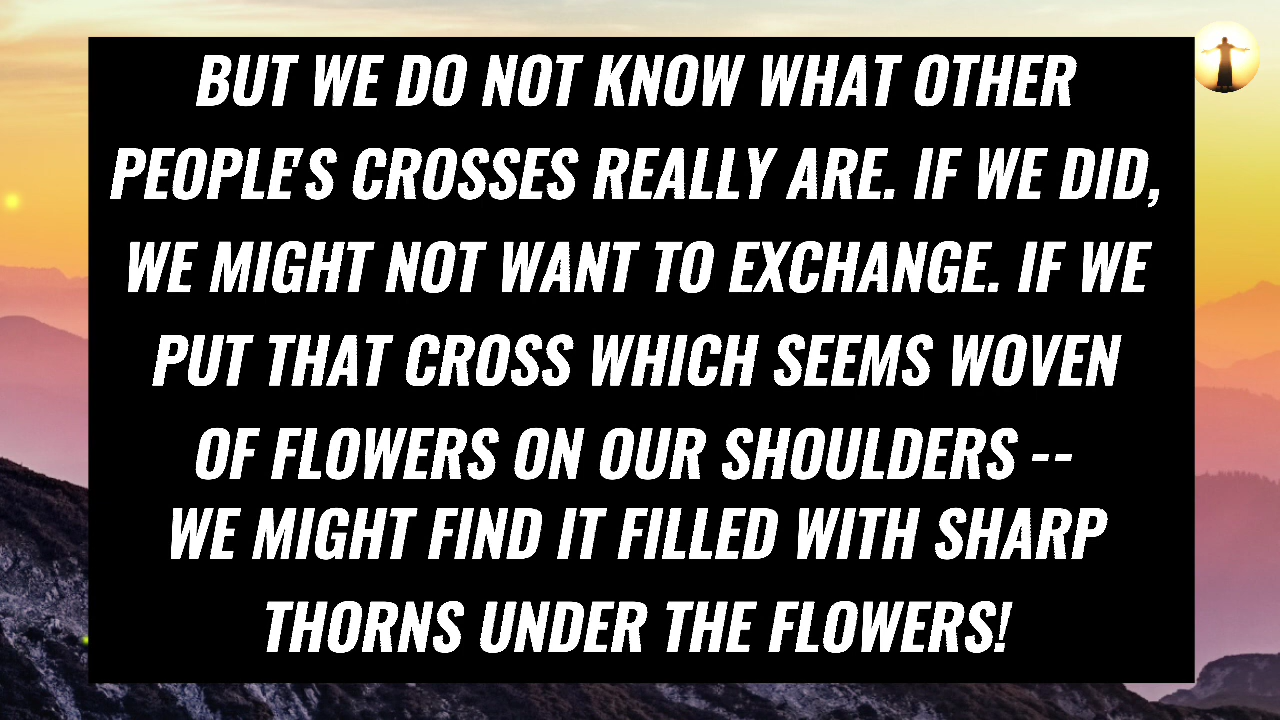 BUT WE DO NOT KNOW WHAT OTHER
PEOPLE'S CROSSES REALLY ARE. IF WE DID,
WE MIGHT NOT WANT TO EXCHANGE. IF WE
PUT THAT CROSS WHICH SEEMS WOVEN
OF FLOWERS ON OUR SHOULDERS --
WE MIGHT FIND IT FILLED WITH SHARP
THORNS UNDER THE FLOWERS!